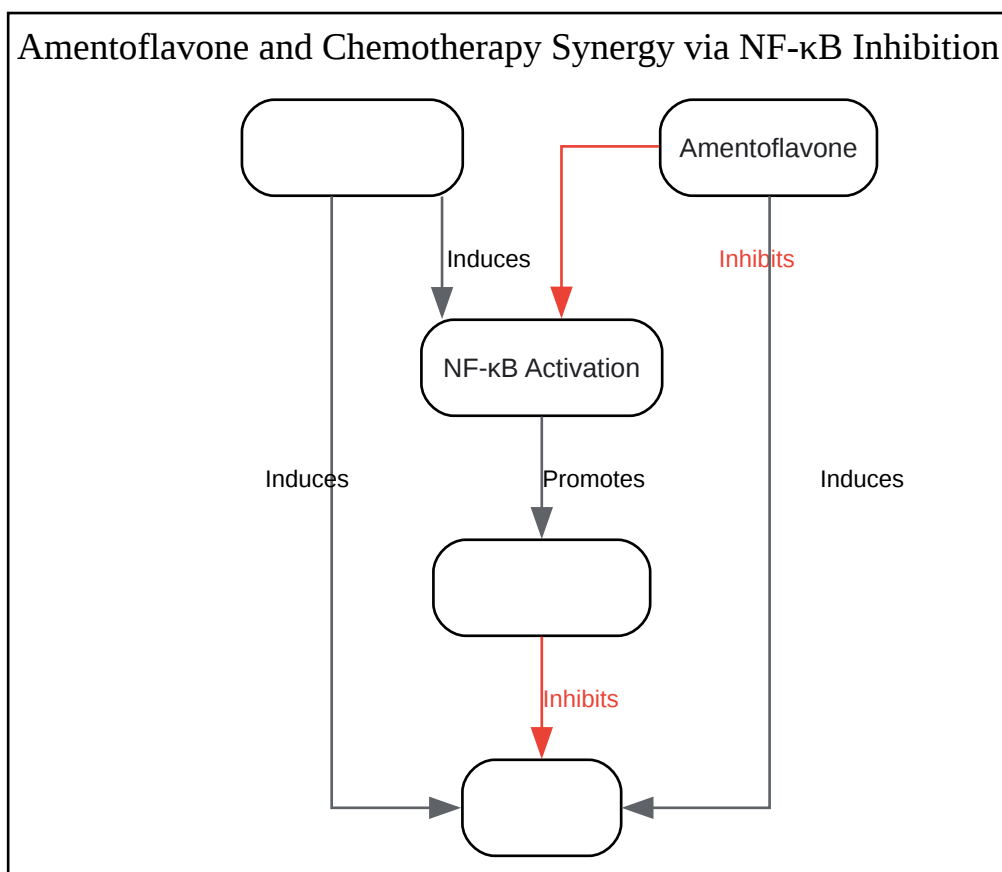 Amentoflavone and Chemotherapy Synergy via NF-κB Inhibition
Amentoflavone
Induces
Inhibits
NF-κB Activation
Induces
Promotes
Induces
Inhibits